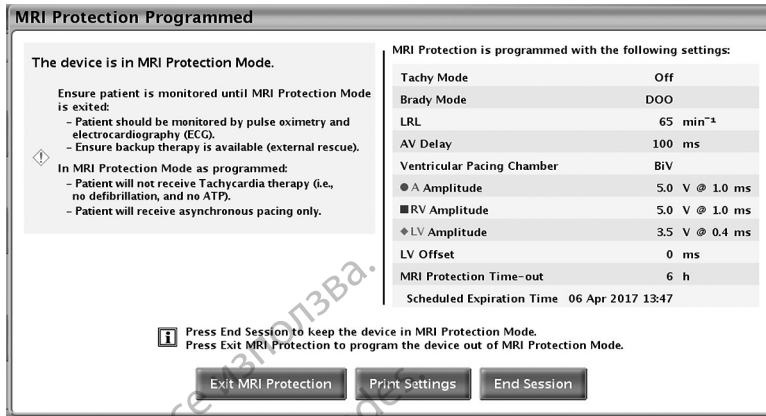 MRI Protection Programmed
The device is in MRI Protection Mode.
Ensure patient is monitored until MRI Protection Mode
is exited:
– Patient should be monitored by pulse oximetry and
electrocardiography (ECG).
– Ensure backup therapy is available (external rescue).
In MRI Protection Mode as programmed:
– Patient will not receive Tachycardia therapy (i.e.,
no defibrillation, and no ATP).
– Patient will receive asynchronous pacing only.
MRI Protection is programmed with the following settings:
Tachy Mode Off
Brady Mode DOO
LRL 65 min⁻¹
AV Delay 100 ms
Ventricular Pacing Chamber BiV
A Amplitude 5.0 V @ 1.0 ms
RV Amplitude 5.0 V @ 1.0 ms
LV Amplitude 3.5 V @ 0.4 ms
LV Offset 0 ms
MRI Protection Time-out 6 h
Scheduled Expiration Time 06 Apr 2017 13:47
Press End Session to keep the device in MRI Protection Mode.
Press Exit MRI Protection to program the device out of MRI Protection Mode.
Exit MRI Protection
Print Settings
End Session
се използва.